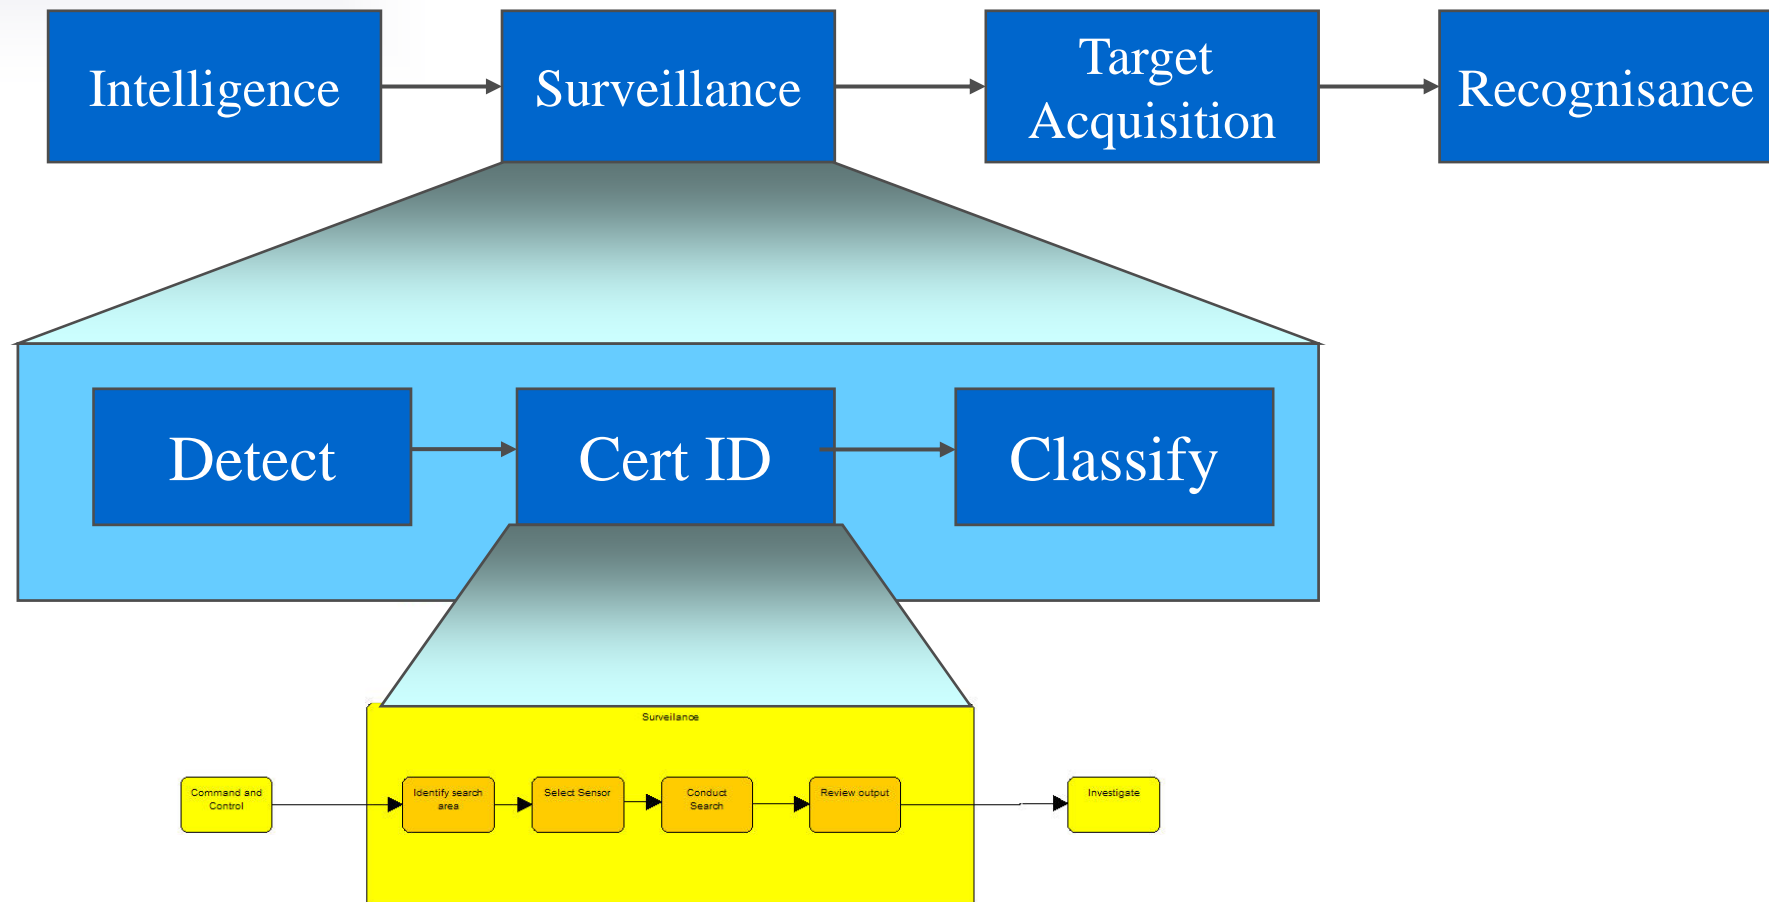 Intelligence
Surveillance
Target
Acquisition
Recognisance
Detect
Cert ID
Classify
Surveillance
Command and
Control
Identify search
area
Select Sensor
Conduct
Search
Review output
Investigate